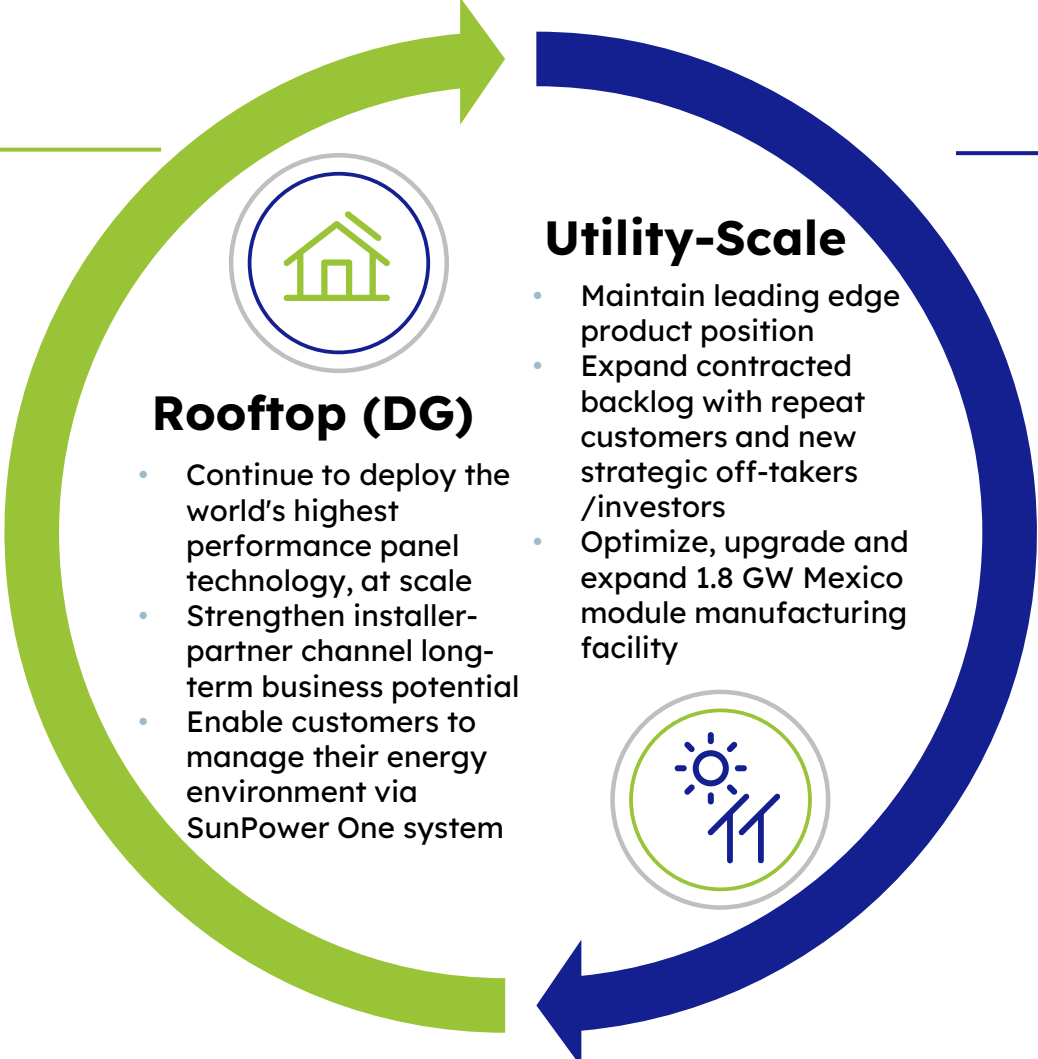 Rooftop (DG)
• Continue to deploy the
world's highest
performance panel
technology, at scale
• Strengthen installer-
partner channel long-
term business potential
• Enable customers to
manage their energy
environment via
SunPower One system
Utility-Scale
• Maintain leading edge
product position
• Expand contracted
backlog with repeat
customers and new
strategic off-takers
/investors
• Optimize, upgrade and
expand 1.8 GW Mexico
module manufacturing
facility